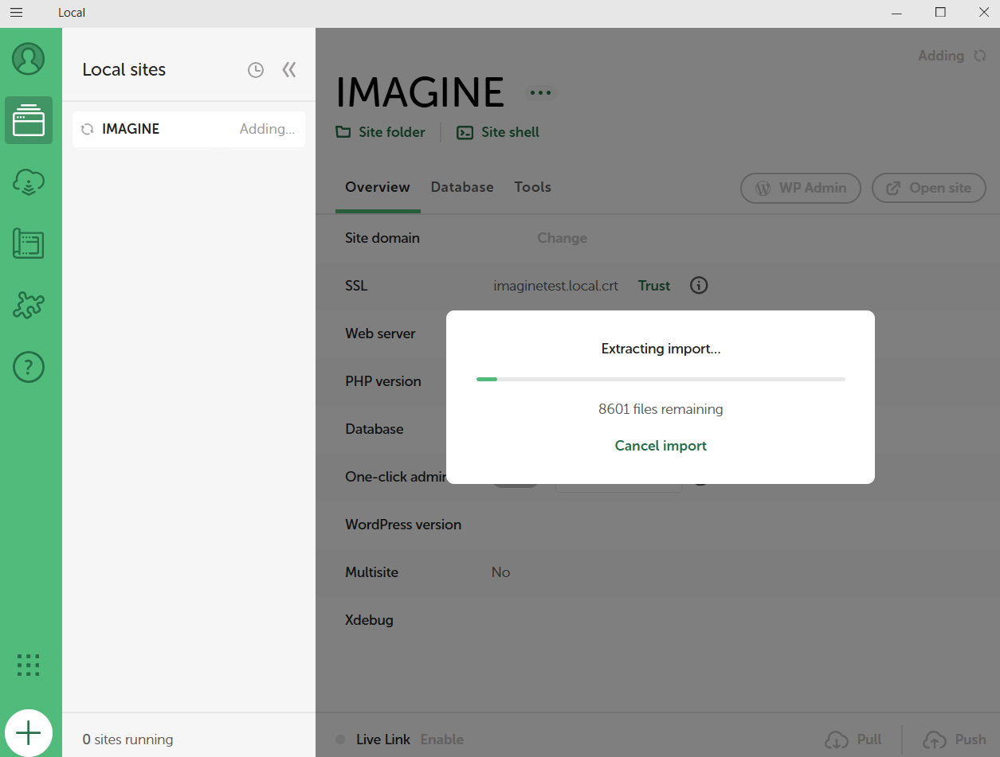 Local
Local sites
IMAGINE Adding...
0 sites running
Adding
IMAGINE
Site folder Site shell
Overview Database Tools WP Admin Open site
Site domain Change
SSL imaginetest.local.crt Trust
Web server
PHP version
Database
One-click admin
WordPress version
Multisite No
Xdebug
Extracting import...
8601 files remaining
Cancel import
Live Link Enable Pull Push